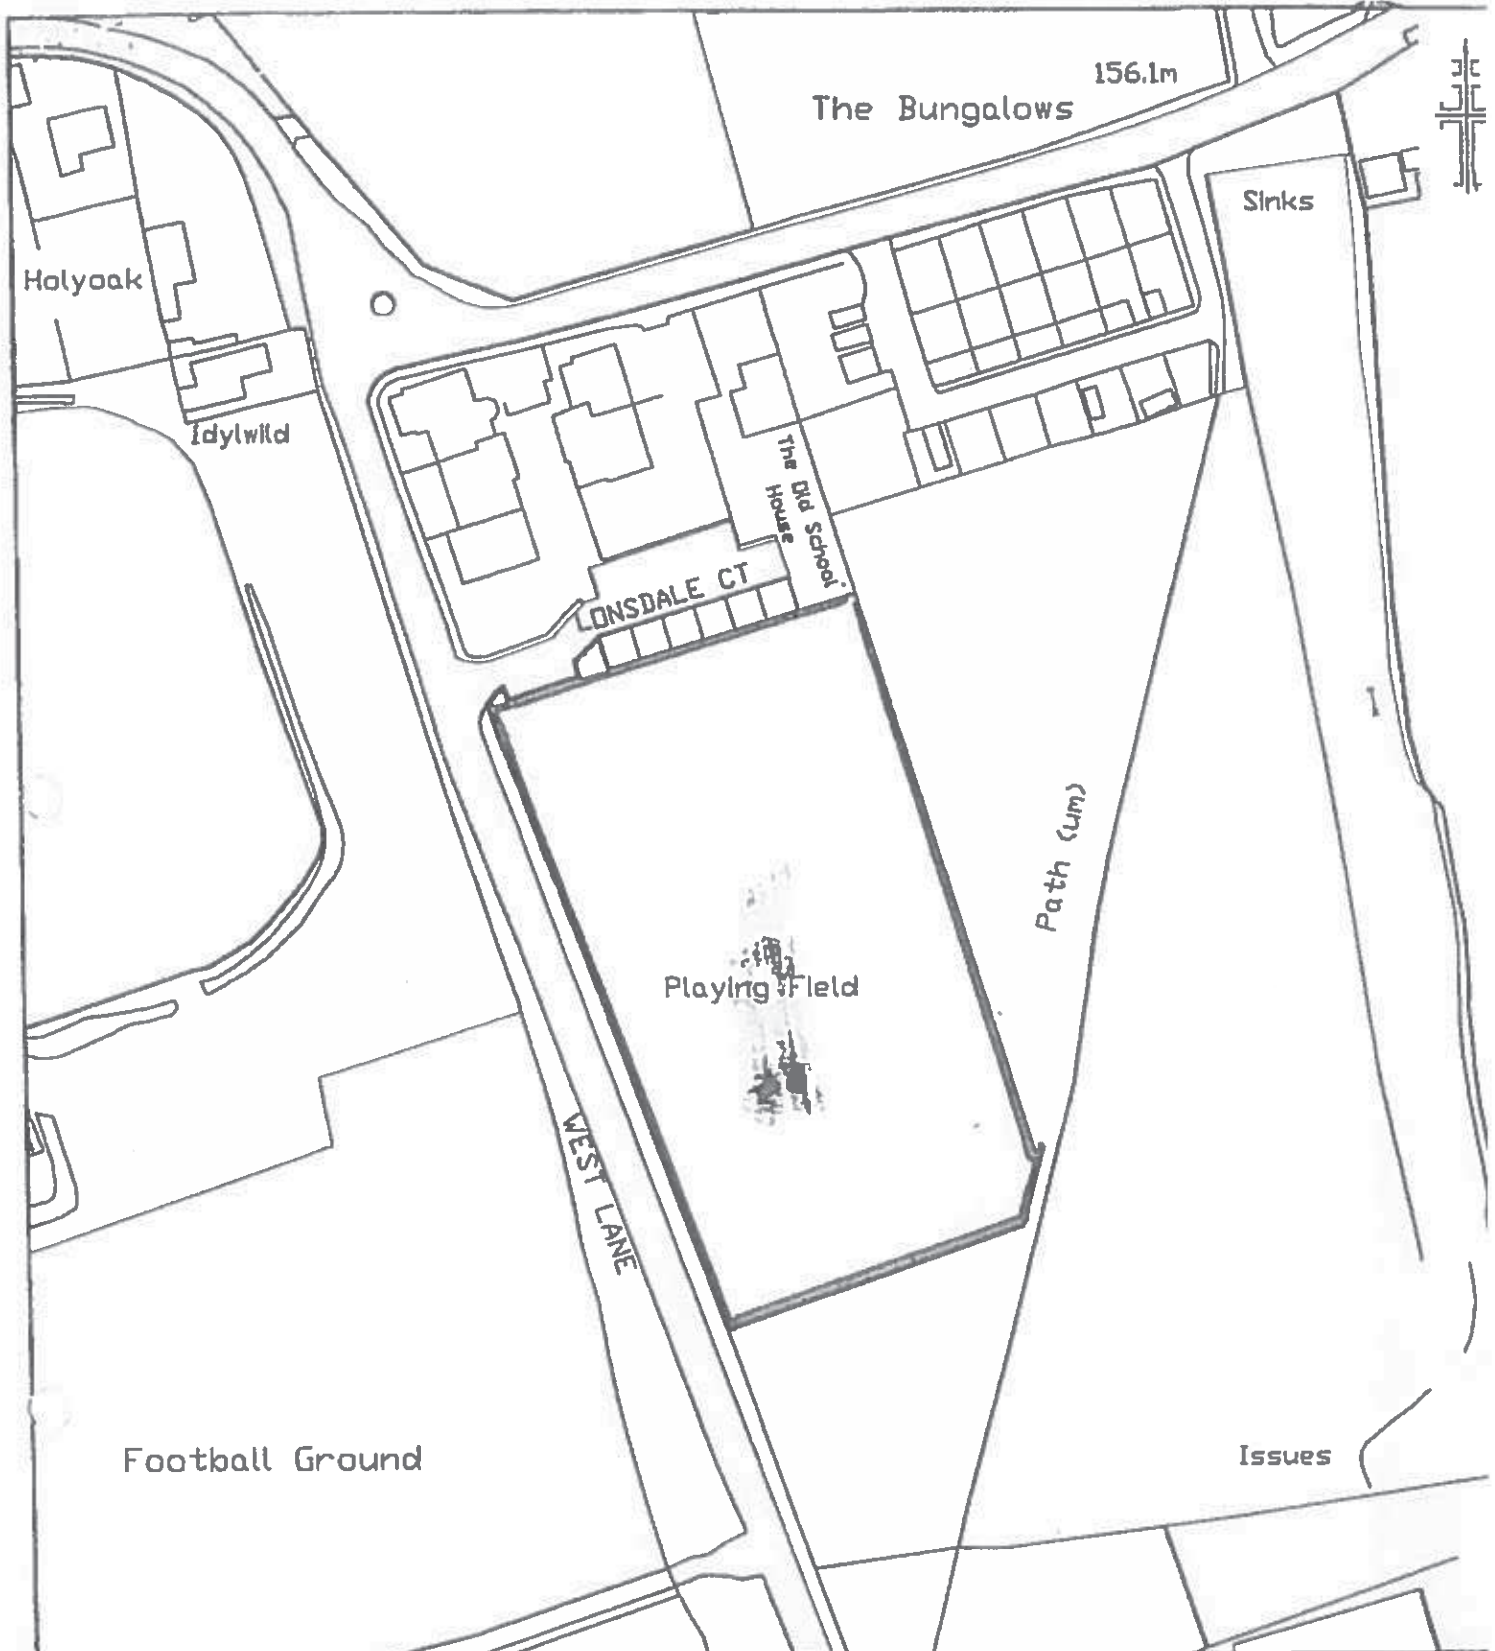 156.1m
The Bungalows
Sinks
Holyoak
Idylwild
The Old School
House
LONSDALE CT
Path (um)
Playing Field
WEST LANE
Football Ground
Issues